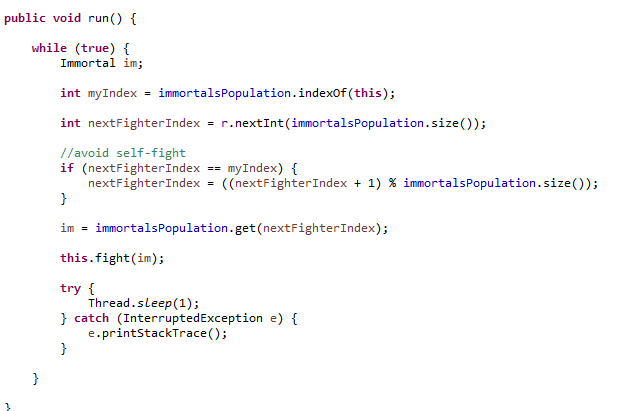 public void run() {
while (true) {
Immortal im;
int myIndex = immortalsPopulation.indexOf(this);
int nextFighterIndex = r.nextInt(immortalsPopulation.size());
//avoid self-fight
if (nextFighterIndex == myIndex) {
nextFighterIndex = ((nextFighterIndex + 1) % immortalsPopulation.size());
}
im = immortalsPopulation.get(nextFighterIndex);
this.fight(im);
try {
Thread.sleep(1);
} catch (InterruptedException e) {
e.printStackTrace();
}
}
}